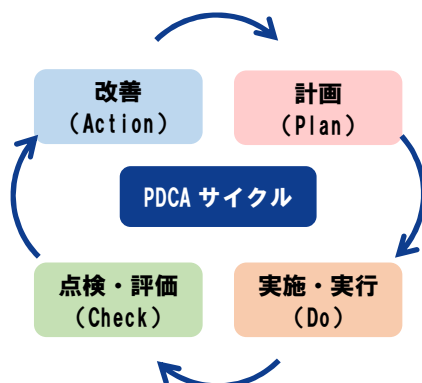 改善
(Action)
計画
(Plan)
PDCA サイクル
点検・評価
(Check)
実施・実行
(Do)